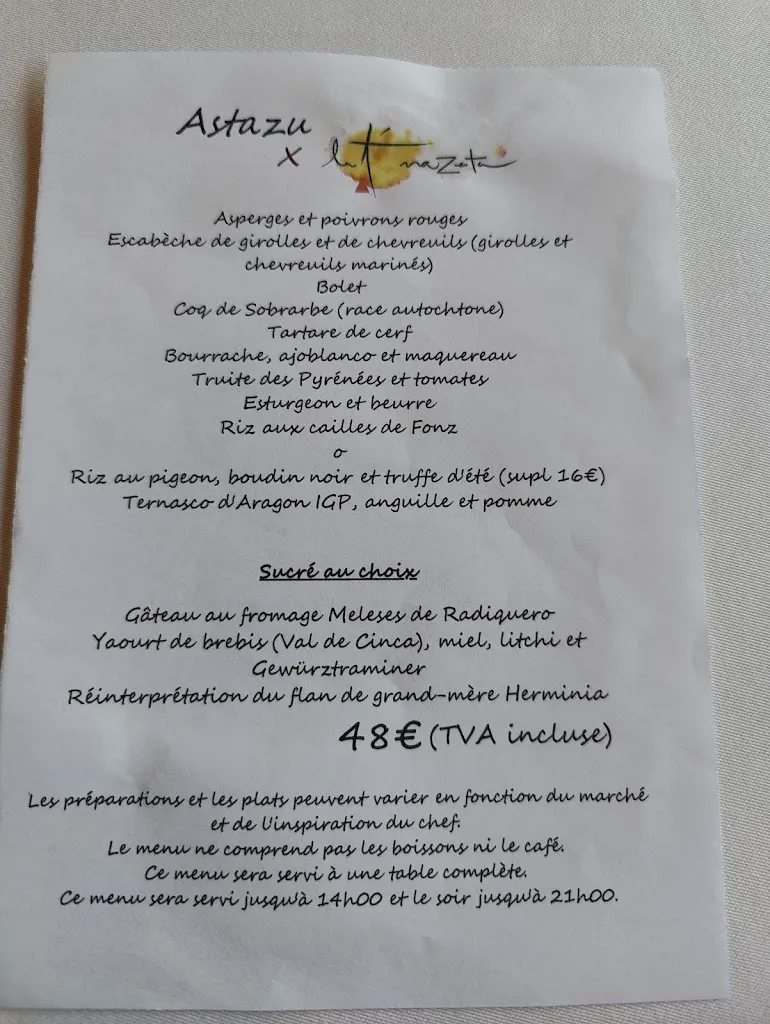 Astazu
x la Tinazeta
Asperges et poivrons rouges
Escabèche de girolles et de chevreuils (girolles et
chevreuils marinés)
Bolet
Coq de Sobrarbe (race autochtone)
Tartare de cerf
Bourrache, ajoblanco et maquereau
Truite des Pyrénées et tomates
Esturgeon et beurre
Riz aux cailles de Fonz
o
Riz au pigeon, boudin noir et truffe d'été (supl 16€)
Ternasco d'Aragon IGP, anguille et pomme
Sucré au choix
Gâteau au fromage Meleses de Radiquero
Yaourt de brebis (Val de Cinca), miel, litchi et
Gewürztraminer
Réinterprétation du flan de grand-mère Herminia
48€ (TVA incluse)
Les préparations et les plats peuvent varier en fonction du marché
et de l'inspiration du chef.
Le menu ne comprend pas les boissons ni le café.
Ce menu sera servi à une table complète.
Ce menu sera servi jusqu'à 14h00 et le soir jusqu'à 21h00.